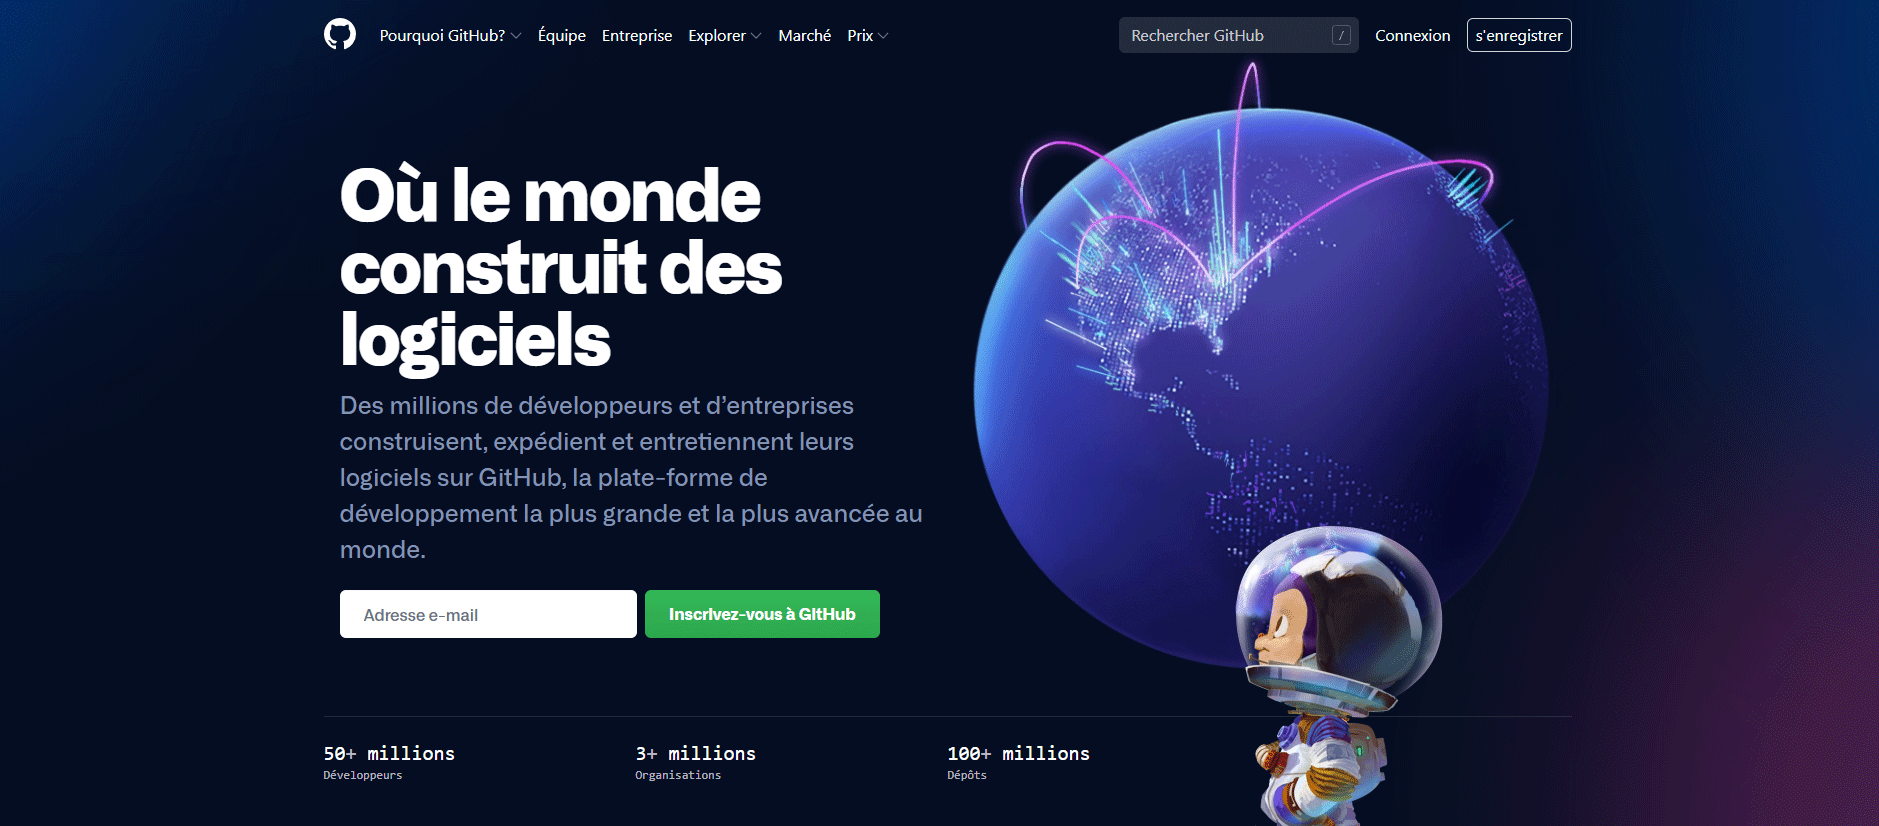 Pourquoi GitHub? Équipe Entreprise Explorer Marché Prix Rechercher GitHub / Connexion s'enregistrer
Où le monde
construit des
logiciels
Des millions de développeurs et d’entreprises
construisent, expédient et entretiennent leurs
logiciels sur GitHub, la plate-forme de
développement la plus grande et la plus avancée au
monde.
Adresse e-mail Inscrivez-vous à GitHub
50+ millions 3+ millions 100+ millions
Développeurs Organisations Dépôts